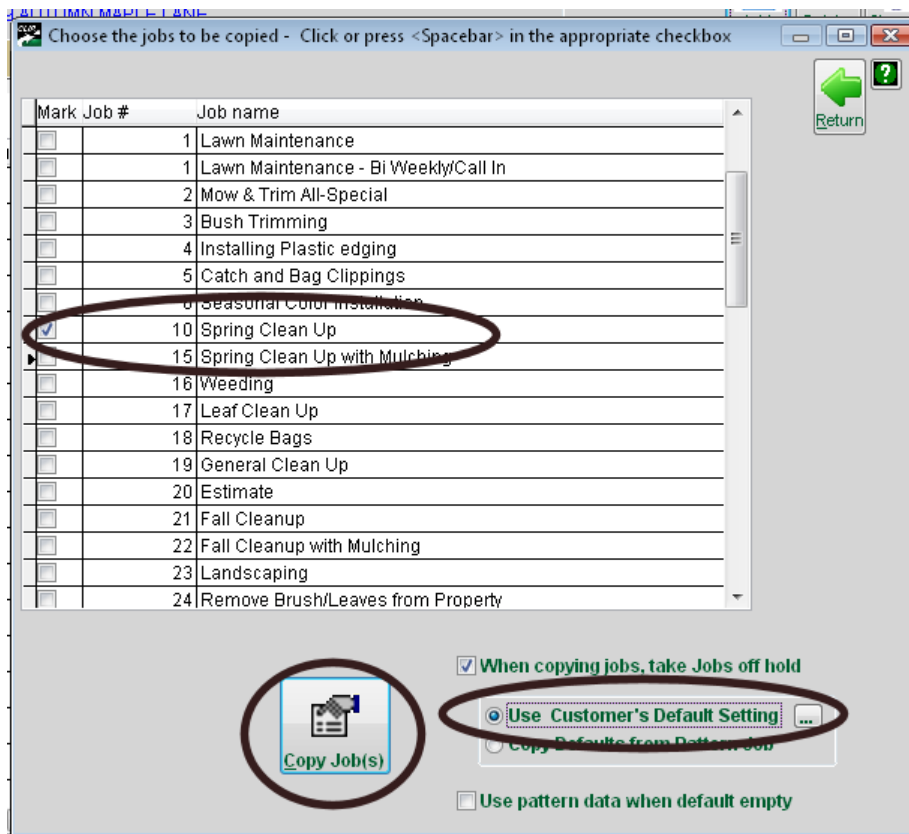 AUTUMN MAPLE LANE
Choose the jobs to be copied - Click or press <Spacebar> in the appropriate checkbox
?
Return
Mark Job # Job name
1 Lawn Maintenance
1 Lawn Maintenance - Bi Weekly/Call In
2 Mow & Trim All-Special
3 Bush Trimming
4 Installing Plastic edging
5 Catch and Bag Clippings
Seasonal Color Installation
10 Spring Clean Up
15 Spring Clean Up with Mulching
16 Weeding
17 Leaf Clean Up
18 Recycle Bags
19 General Clean Up
20 Estimate
21 Fall Cleanup
22 Fall Cleanup with Mulching
23 Landscaping
24 Remove Brush/Leaves from Property
When copying jobs, take Jobs off hold
Use Customer's Default Setting ...
Copy Defaults from Pattern Job
Copy Job(s)
Use pattern data when default empty